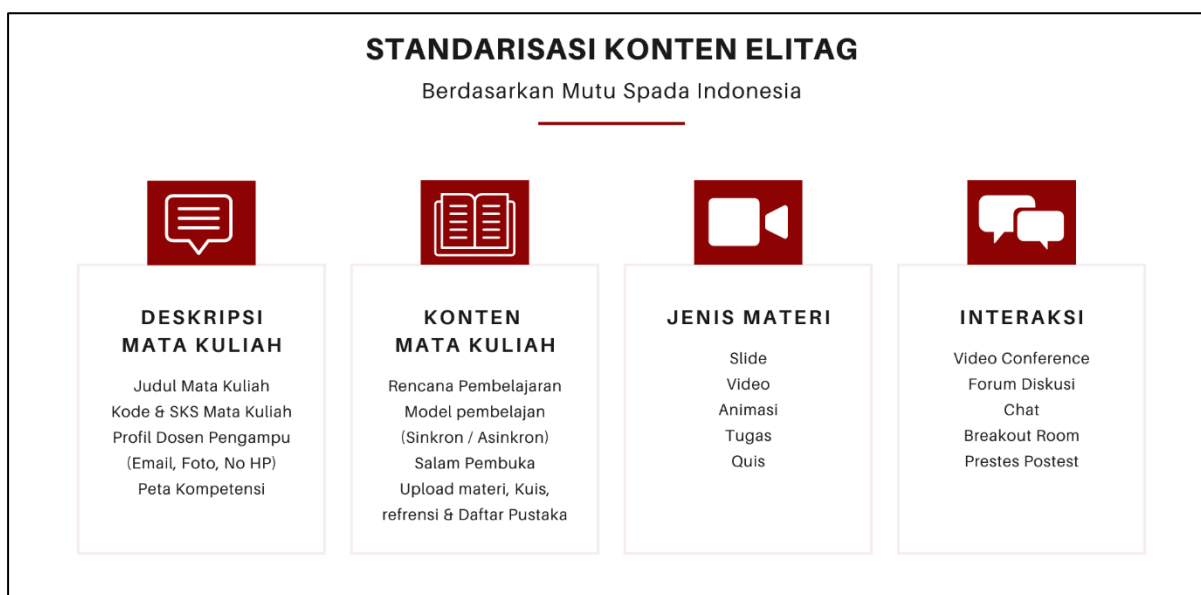 STANDARISASI KONTEN ELITAG
Berdasarkan Mutu Spada Indonesia
DESKRIPSI
MATA KULIAH
Judul Mata Kuliah
Kode & SKS Mata Kuliah
Profil Dosen Pengampu
(Email, Foto, No HP)
Peta Kompetensi
KONTEN
MATA KULIAH
Rencana Pembelajaran
Model pembelajan
(Sinkron / Asinkron)
Salam Pembuka
Upload materi, Kuis,
refrensi & Daftar Pustaka
JENIS MATERI
Slide
Video
Animasi
Tugas
Quis
INTERAKSI
Video Conference
Forum Diskusi
Chat
Breakout Room
Prestes Postest